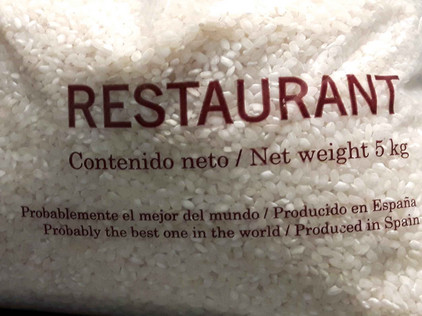 RESTAURANT
Contenido neto / Net weight 5 kg
Probablemente el mejor del mundo / Producido en España
Probably the best one in the world / Produced in Spain